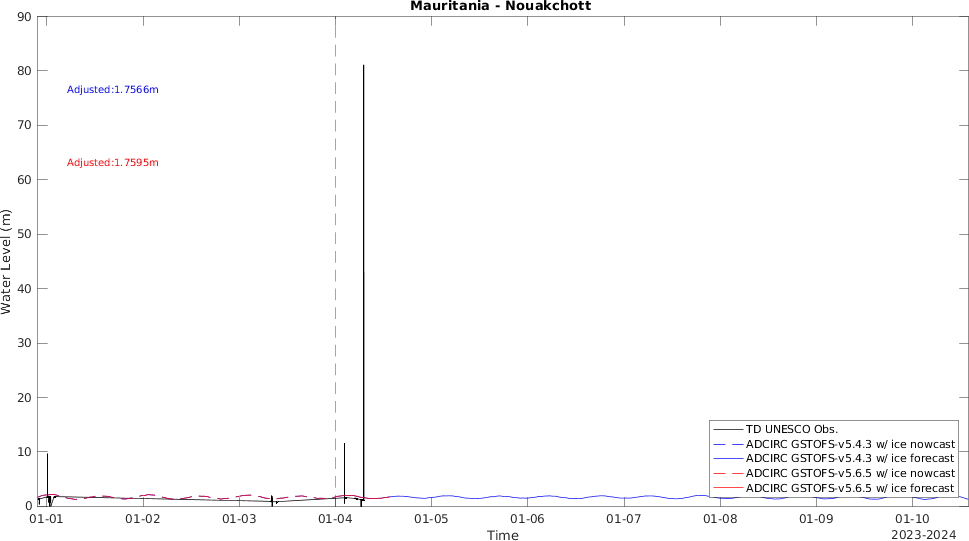 Mauritania - Nouakchott
90
80
70
60
50
40
30
20
10
0
Water Level (m)
Adjusted:1.7566m
Adjusted:1.7595m
TD UNESCO Obs.
ADCIRC GSTOFS-v5.4.3 w/ ice nowcast
ADCIRC GSTOFS-v5.4.3 w/ ice forecast
ADCIRC GSTOFS-v5.6.5 w/ ice nowcast
ADCIRC GSTOFS-v5.6.5 w/ ice forecast
01-01 01-02 01-03 01-04 01-05 01-06 01-07 01-08 01-09 01-10
Time
2023-2024